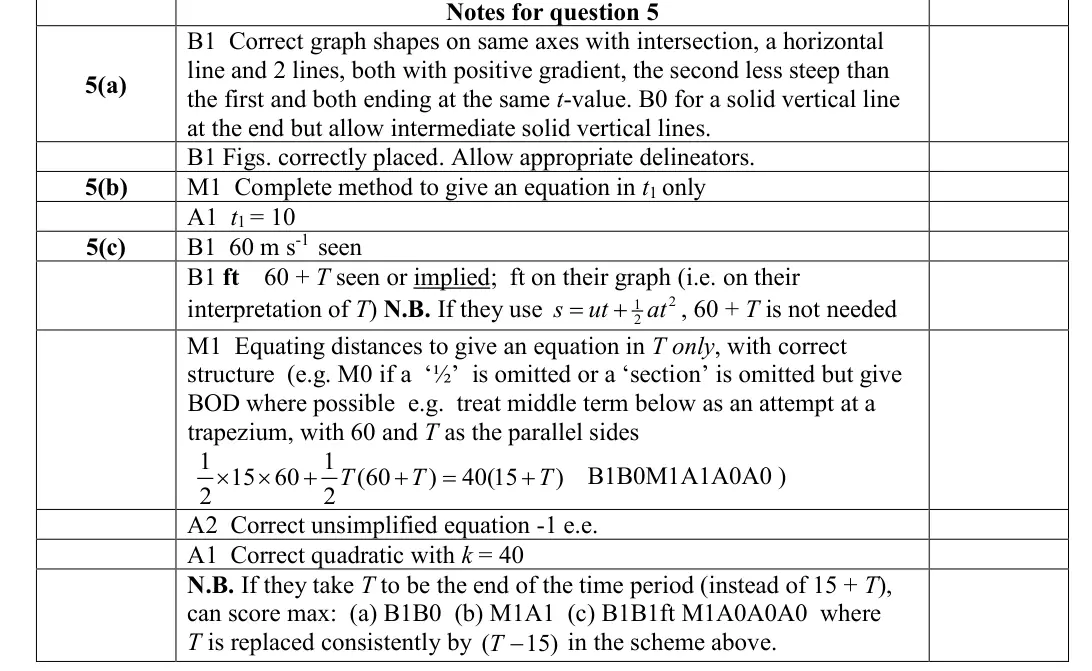 Notes for question 5
5(a)
B1 Correct graph shapes on same axes with intersection, a horizontal
line and 2 lines, both with positive gradient, the second less steep than
the first and both ending at the same t-value. B0 for a solid vertical line
at the end but allow intermediate solid vertical lines.
B1 Figs. correctly placed. Allow appropriate delineators.
5(b)
M1 Complete method to give an equation in t₁ only
A1 t₁ = 10
5(c)
B1 60 m s⁻¹ seen
B1 ft 60 + T seen or implied; ft on their graph (i.e. on their
interpretation of T) N.B. If they use s = ut + ½ at² , 60 + T is not needed
M1 Equating distances to give an equation in T only, with correct
structure (e.g. M0 if a ‘½’ is omitted or a ‘section’ is omitted but give
BOD where possible e.g. treat middle term below as an attempt at a
trapezium, with 60 and T as the parallel sides
1/2 × 15 × 60 + 1/2 T(60 + T) = 40(15 + T) B1B0M1A1A0A0 )
A2 Correct unsimplified equation -1 e.e.
A1 Correct quadratic with k = 40
N.B. If they take T to be the end of the time period (instead of 15 + T),
can score max: (a) B1B0 (b) M1A1 (c) B1B1ft M1A0A0A0 where
T is replaced consistently by (T − 15) in the scheme above.